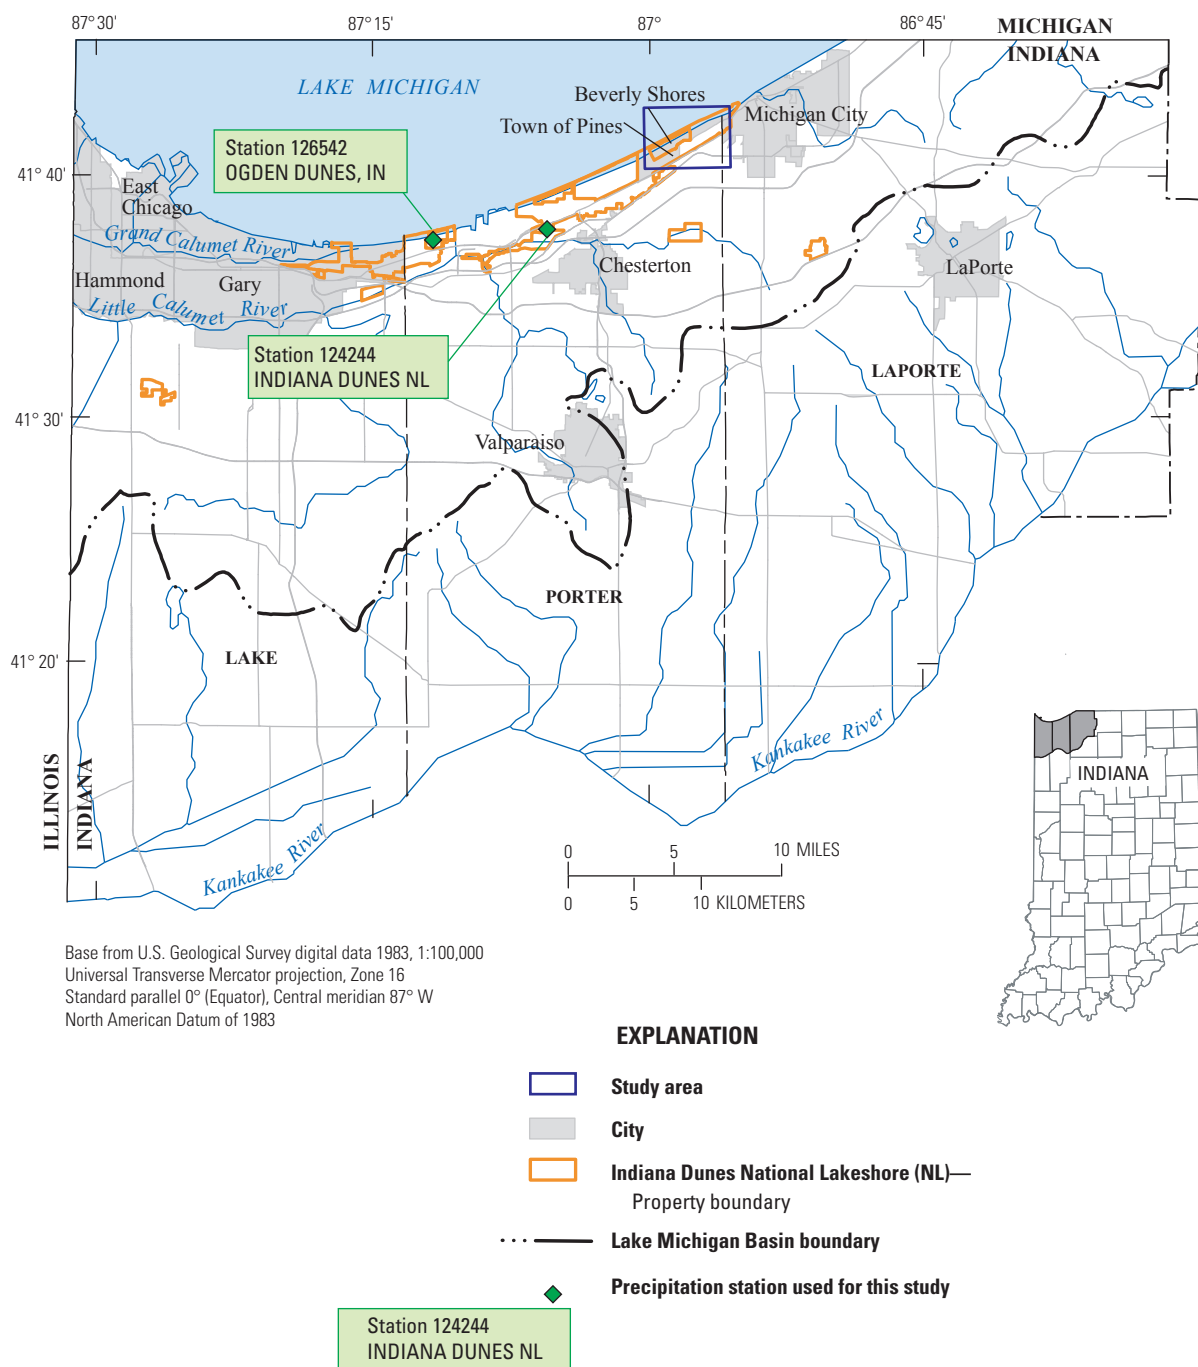 87°30'
87°15'
87°
86°45'
MICHIGAN
INDIANA
LAKE MICHIGAN
Beverly Shores
Town of Pines
Michigan City
Station 126542
OGDEN DUNES, IN
41°40'
East
Chicago
Grand Calumet River
Hammond
Gary
Chesterton
LaPorte
Little Calumet River
Station 124244
INDIANA DUNES NL
LAPORTE
41°30'
Valparaiso
PORTER
LAKE
41°20'
Kankakee River
ILLINOIS
INDIANA
Kankakee River
INDIANA
0 5 10 MILES
0 5 10 KILOMETERS
Base from U.S. Geological Survey digital data 1983, 1:100,000
Universal Transverse Mercator projection, Zone 16
Standard parallel 0° (Equator), Central meridian 87° W
North American Datum of 1983
EXPLANATION
Study area
City
Indiana Dunes National Lakeshore (NL)—
Property boundary
Lake Michigan Basin boundary
Precipitation station used for this study
Station 124244
INDIANA DUNES NL